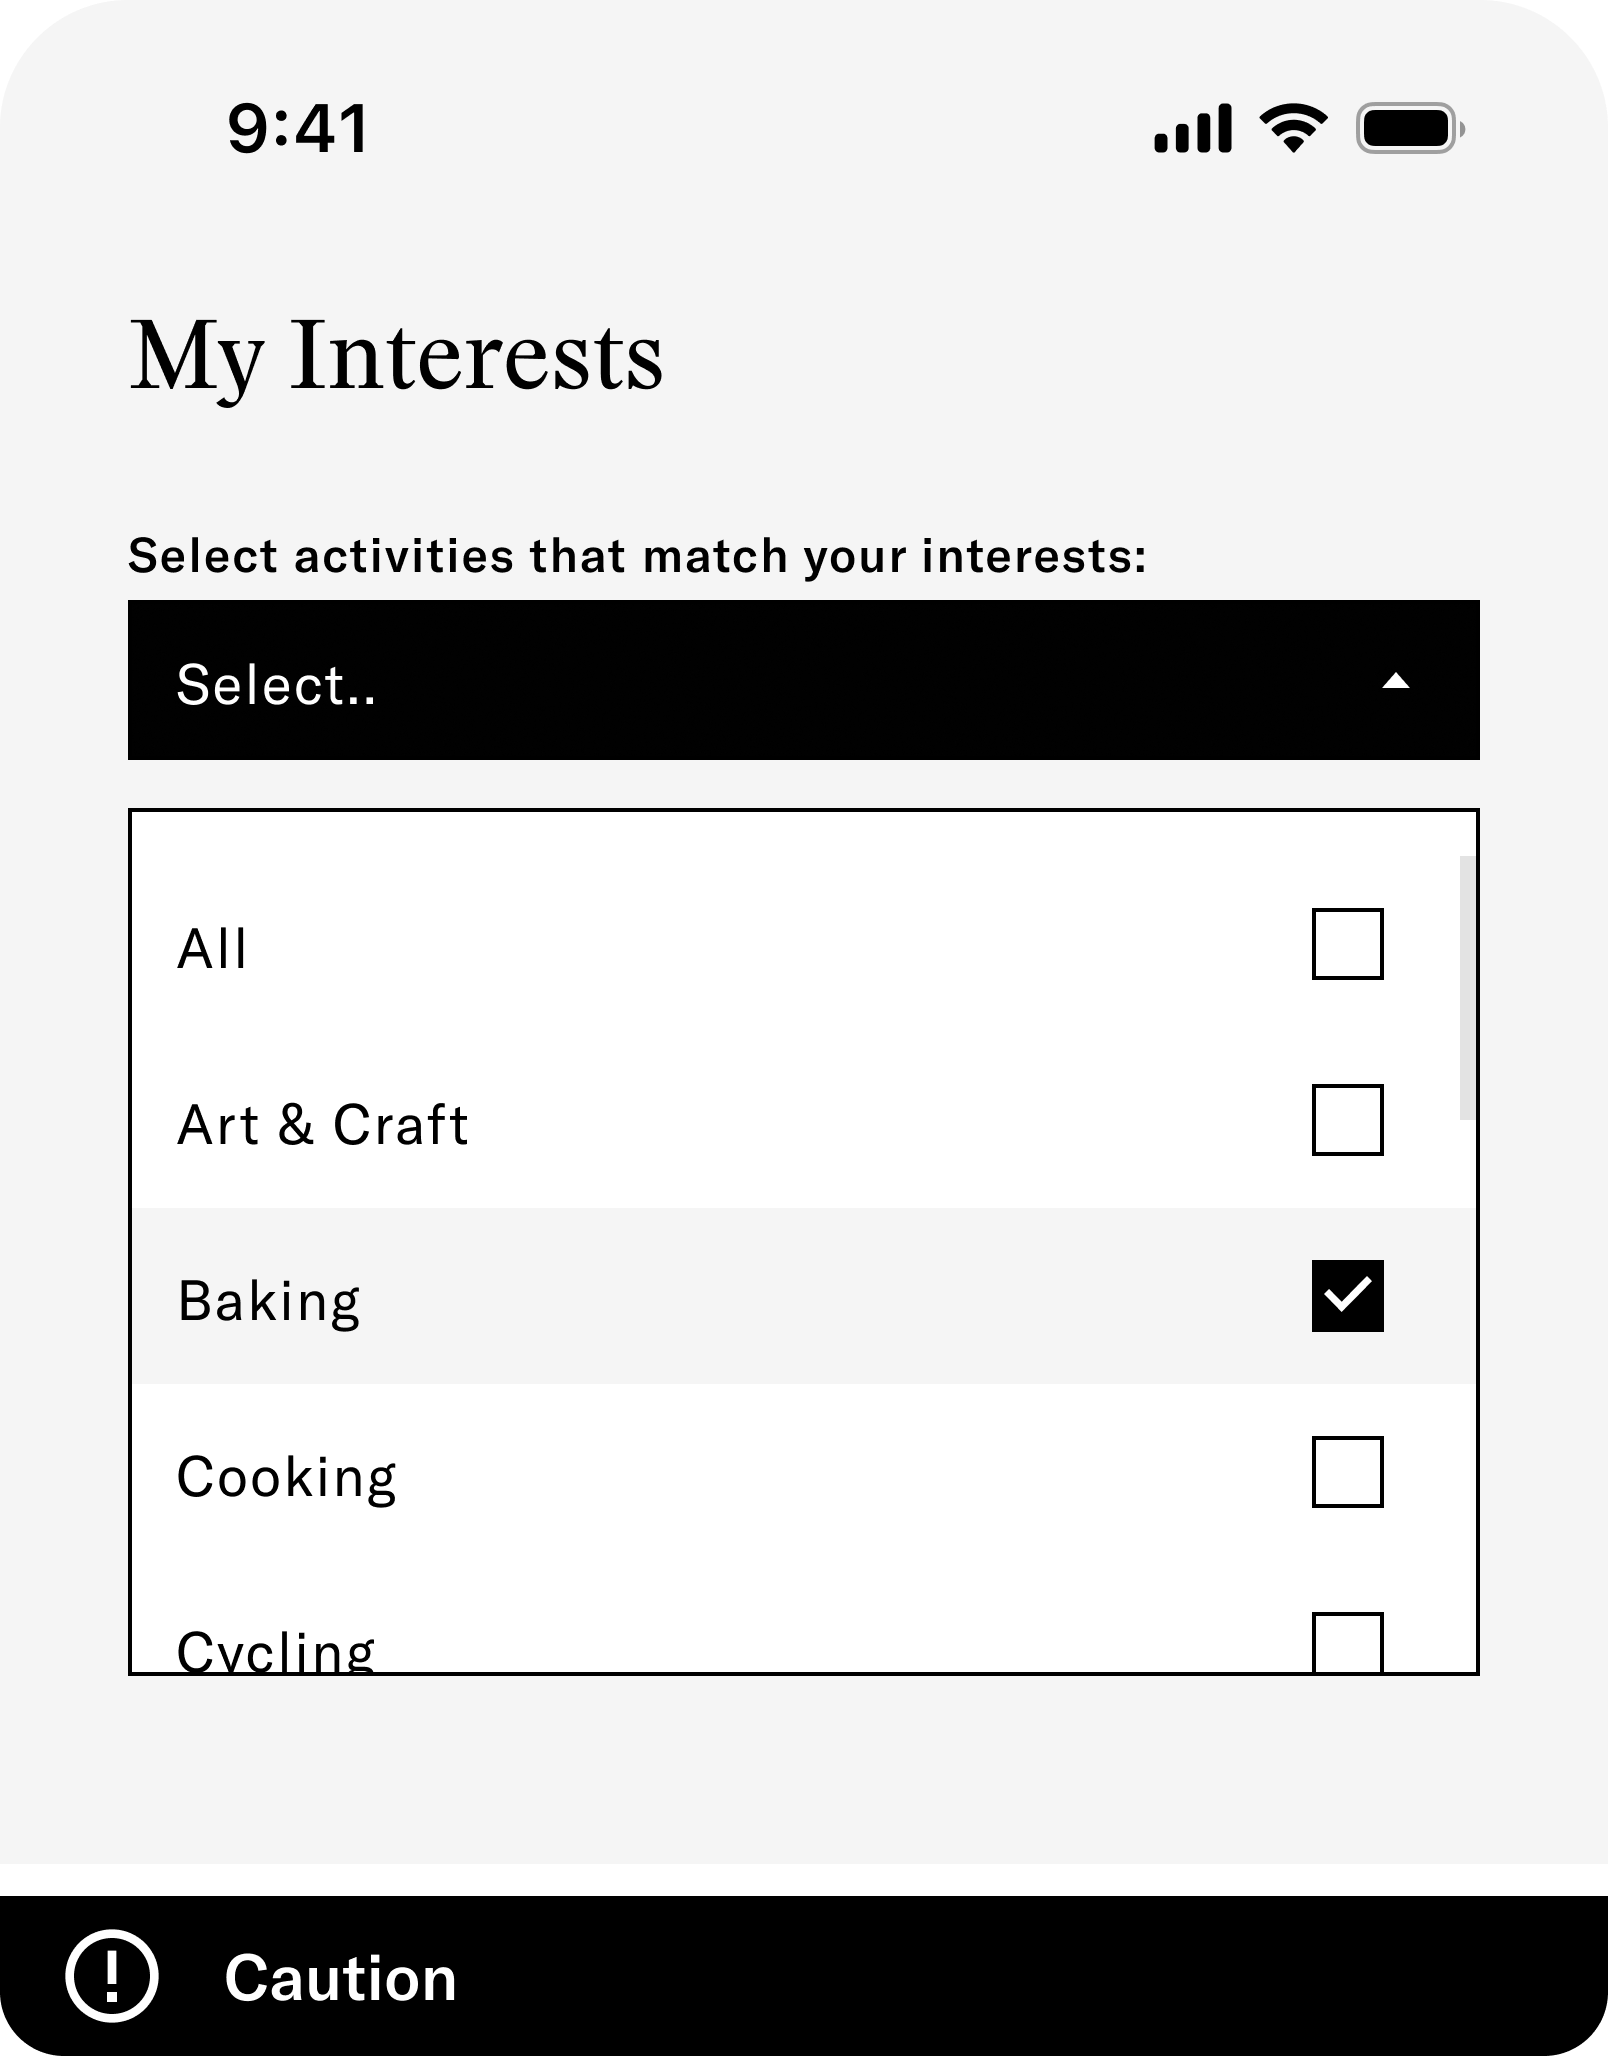 9:41
My Interests
Select activities that match your interests:
Select..
All
Art & Craft
Baking
Cooking
Cycling
Caution